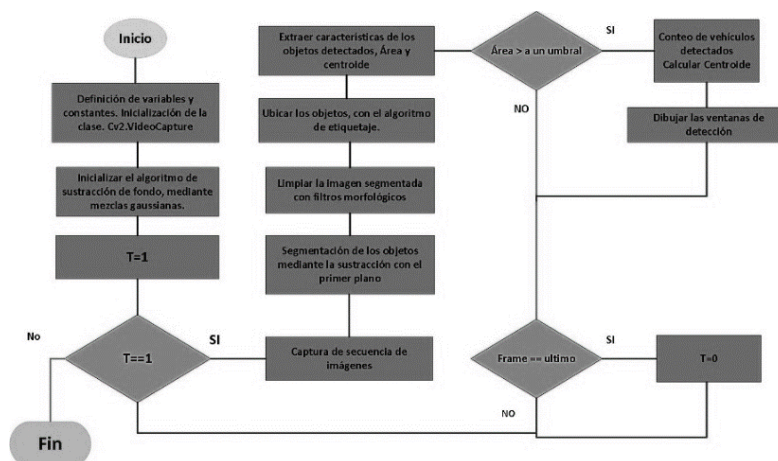 Inicio
Definición de variables y
constantes. Inicialización de la
clase. Cv2.VideoCapture
Inicializar el algoritmo de
sustracción de fondo, mediante
mezclas gaussianas.
T=1
T==1
No
SI
Fin
Captura de secuencia de
imágenes
Segmentación de los objetos
mediante la sustracción con el
primer plano
Limpiar la imagen segmentada
con filtros morfológicos
Ubicar los objetos, con el algoritmo
de etiquetaje.
Extraer características de los
objetos detectados, Área y
centroide
Área > a un umbral
SI
NO
Conteo de vehículos
detectados
Calcular Centroide
Dibujar las ventanas de
detección
Frame == ultimo
SI
NO
T=0